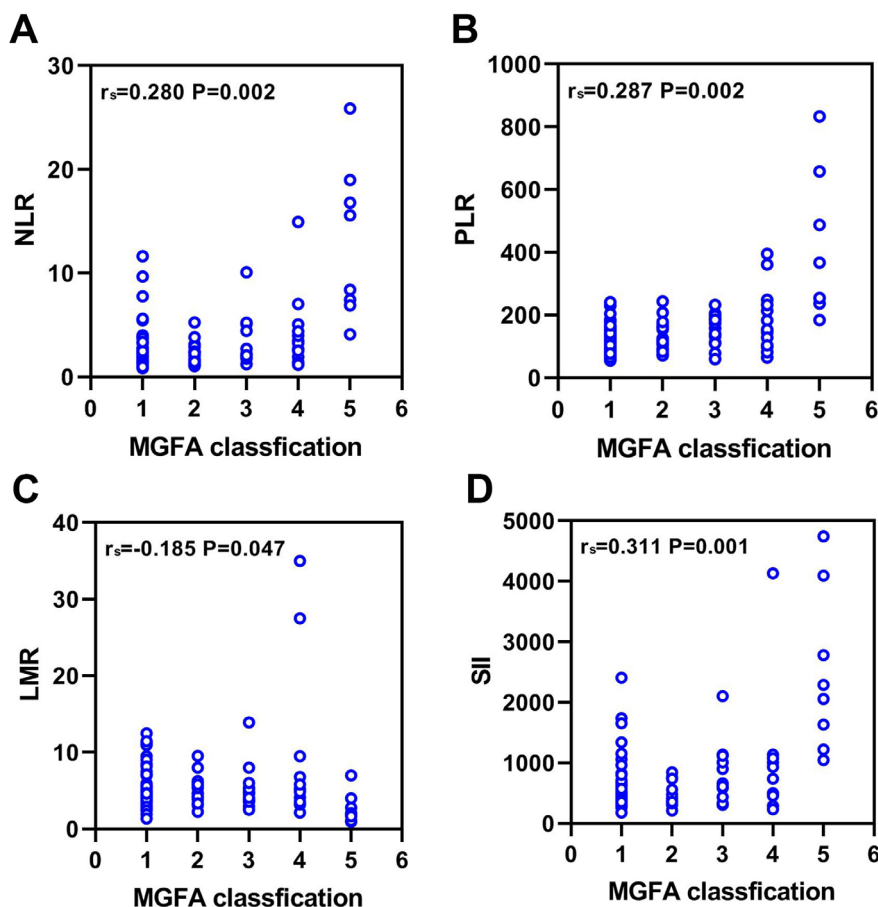 A
30
rs=0.280 P=0.002
20
NLR
10
0
0 1 2 3 4 5 6
MGFA classfication
B
1000
rs=0.287 P=0.002
800
600
PLR
400
200
0
0 1 2 3 4 5 6
MGFA classfication
C
40
rs=-0.185 P=0.047
30
20
LMR
10
0
0 1 2 3 4 5 6
MGFA classfication
D
5000
rs=0.311 P=0.001
4000
3000
SII
2000
1000
0
0 1 2 3 4 5 6
MGFA classfication